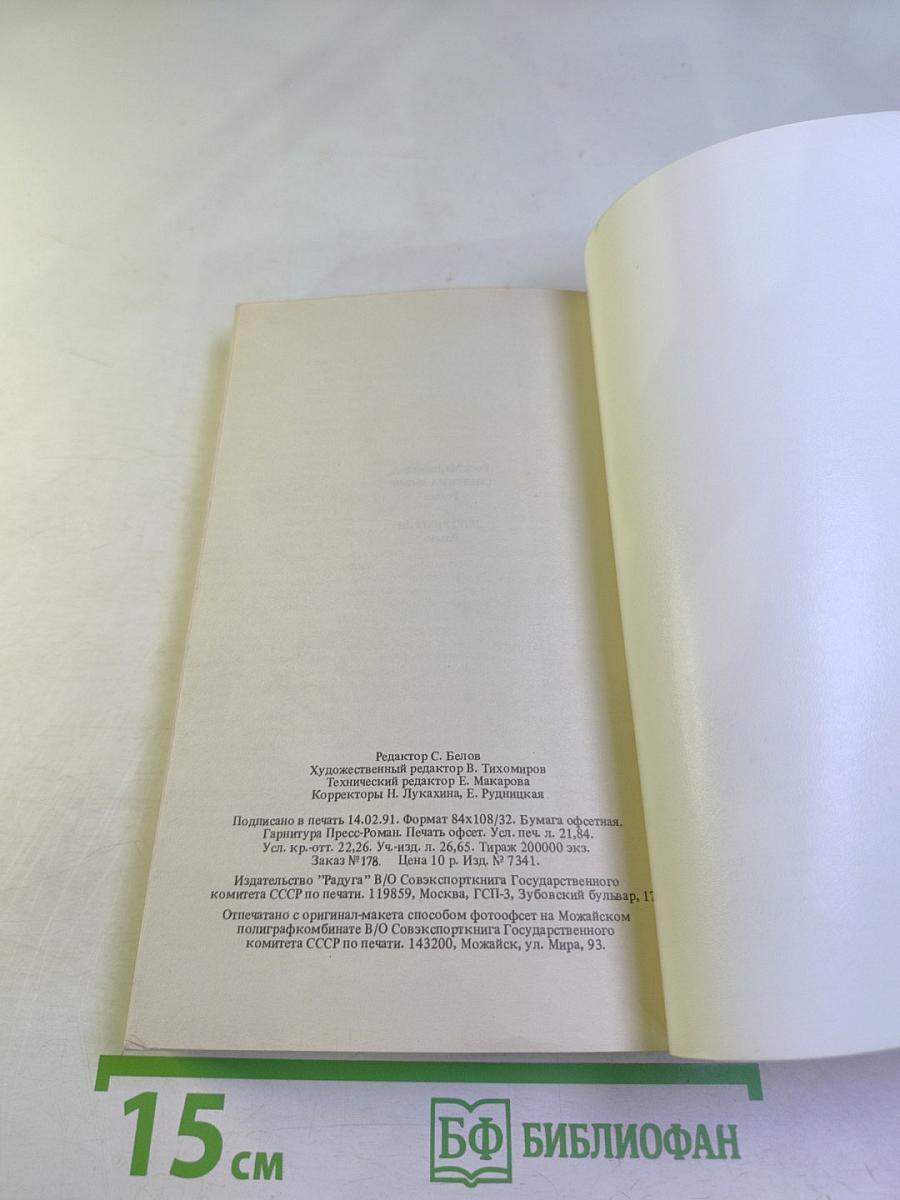 Редактор С. Белов
Художественный редактор В. Тихомиров
Технический редактор Е. Макарова
Корректоры Н. Лукахина, Е. Рудницкая
Подписано в печать 14.02.91. Формат 84х108/32. Бумага офсетная.
Гарнитура Пресс-Роман. Печать офсет. Усл. печ. л. 21,84.
Усл. кр.-отт. 22,26. Уч.-изд. л. 26,65. Тираж 200000 экз.
Заказ №178. Цена 10 р. Изд. № 7341.
Издательство "Радуга" В/О Совэкспорткнига Государственного
комитета СССР по печати. 119859, Москва, ГСП-3, Зубовский бульвар, 17
Отпечатано с оригинал-макета способом фотоофсет на Можайском
полиграфкомбинате В/О Совэкспорткнига Государственного
комитета СССР по печати. 143200, Можайск, ул. Мира, 93.
15 см
БФ БИБЛИОФАН